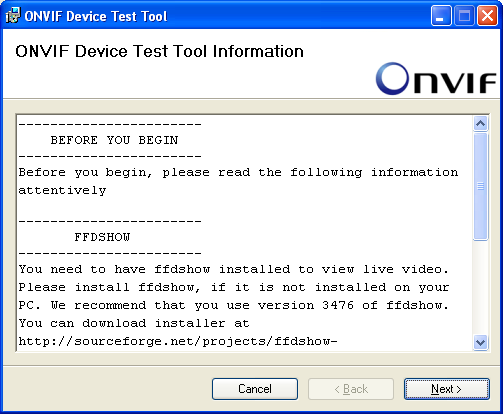 ONVIF Device Test Tool
ONVIF Device Test Tool Information
ONVIF
-----------------------
BEFORE YOU BEGIN
-----------------------
Before you begin, please read the following information
attentively
-----------------------
FFDSHOW
-----------------------
You need to have ffdshow installed to view live video.
Please install ffdshow, if it is not installed on your
PC. We recommend that you use version 3476 of ffdshow.
You can download installer at
http://sourceforge.net/projects/ffdshow-
Cancel
< Back
Next >